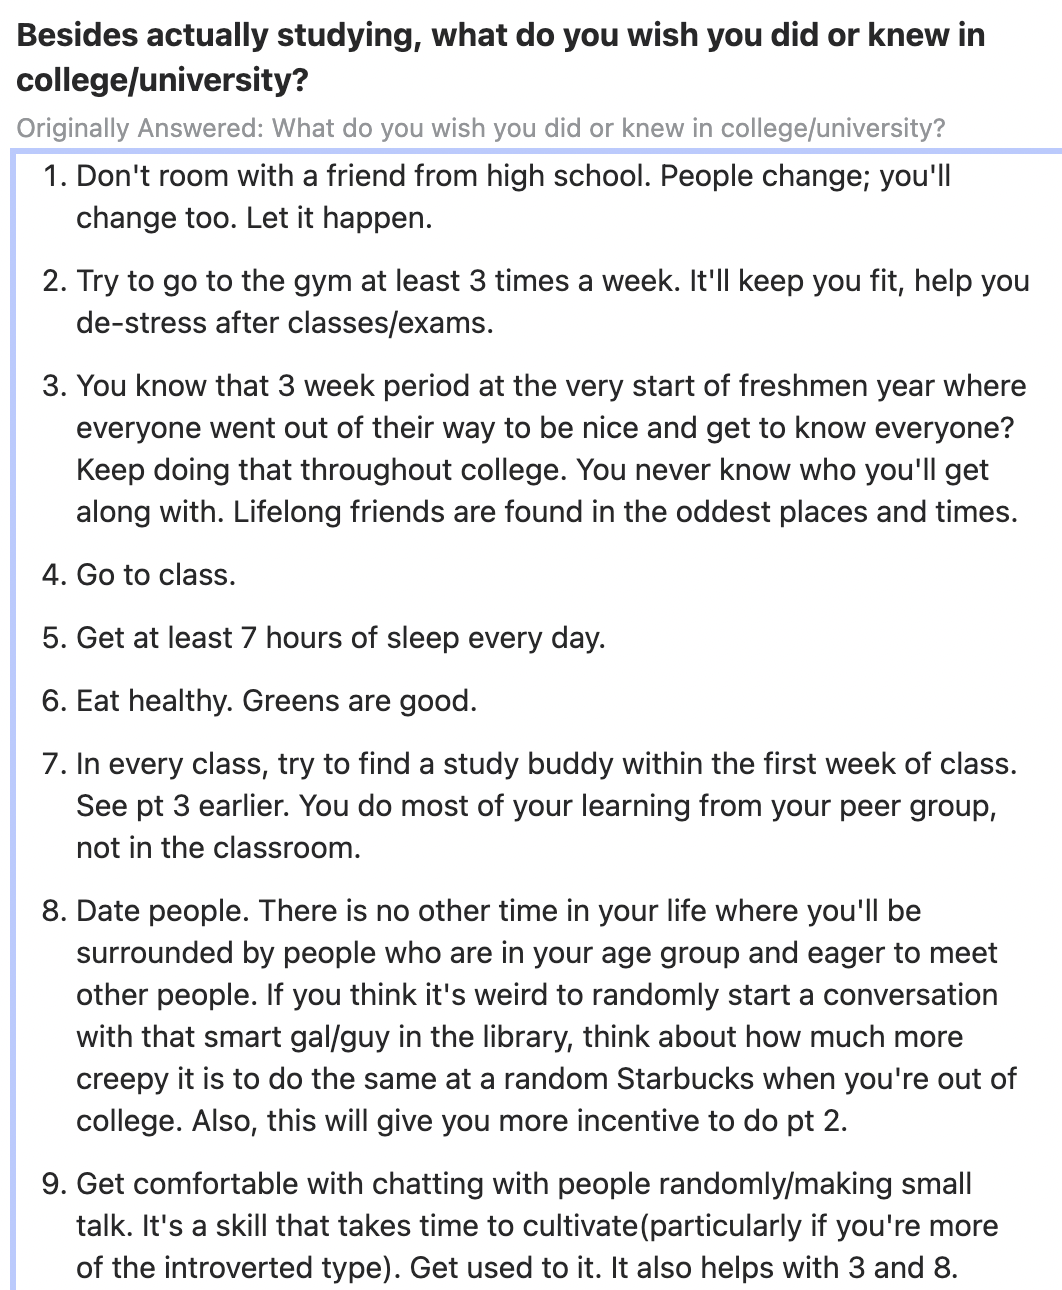 Besides actually studying, what do you wish you did or knew in
college/university?
Originally Answered: What do you wish you did or knew in college/university?
1. Don't room with a friend from high school. People change; you'll
change too. Let it happen.
2. Try to go to the gym at least 3 times a week. It'll keep you fit, help you
de-stress after classes/exams.
3. You know that 3 week period at the very start of freshmen year where
everyone went out of their way to be nice and get to know everyone?
Keep doing that throughout college. You never know who you'll get
along with. Lifelong friends are found in the oddest places and times.
4. Go to class.
5. Get at least 7 hours of sleep every day.
6. Eat healthy. Greens are good.
7. In every class, try to find a study buddy within the first week of class.
See pt 3 earlier. You do most of your learning from your peer group,
not in the classroom.
8. Date people. There is no other time in your life where you'll be
surrounded by people who are in your age group and eager to meet
other people. If you think it's weird to randomly start a conversation
with that smart gal/guy in the library, think about how much more
creepy it is to do the same at a random Starbucks when you're out of
college. Also, this will give you more incentive to do pt 2.
9. Get comfortable with chatting with people randomly/making small
talk. It's a skill that takes time to cultivate(particularly if you're more
of the introverted type). Get used to it. It also helps with 3 and 8.